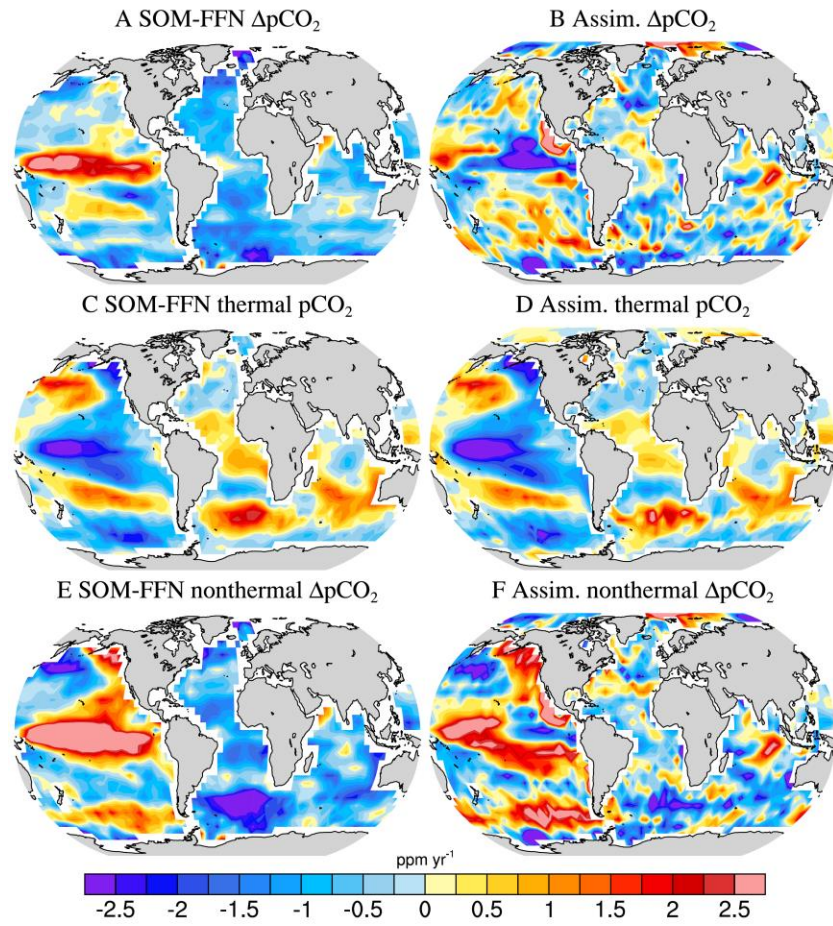 A SOM-FFN ΔpCO₂
B Assim. ΔpCO₂
C SOM-FFN thermal pCO₂
D Assim. thermal pCO₂
E SOM-FFN nonthermal ΔpCO₂
F Assim. nonthermal ΔpCO₂
ppm yr⁻¹
-2.5 -2 -1.5 -1 -0.5 0 0.5 1 1.5 2 2.5